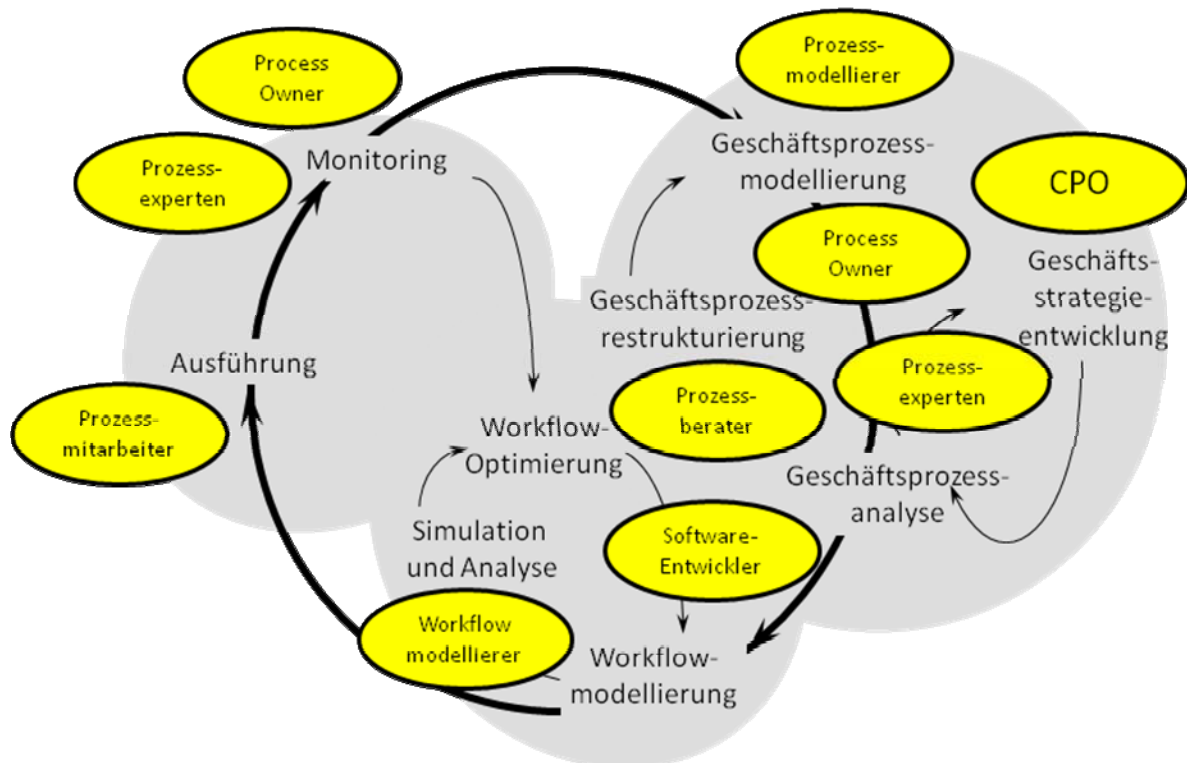 Process
Owner
Prozess-
experten
Monitoring
Prozess-
modellierer
Geschäftsprozess-
modellierung
CPO
Process
Owner
Geschäfts-
strategie-
entwicklung
Geschäftsprozess-
restrukturierung
Prozess-
experten
Ausführung
Prozess-
mitarbeiter
Prozess-
berater
Workflow-
Optimierung
Geschäftsprozess-
analyse
Simulation
und Analyse
Software-
Entwickler
Workflow
modellierer
Workflow-
modellierung